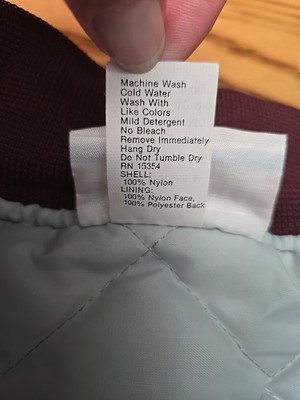 Machine Wash
Cold Water
Wash With
Like Colors
Mild Detergent
No Bleach
Remove Immediately
Hang Dry
Do Not Tumble Dry
RN 15354
SHELL:
100% Nylon
LINING:
100% Nylon Face,
100% Polyester Back